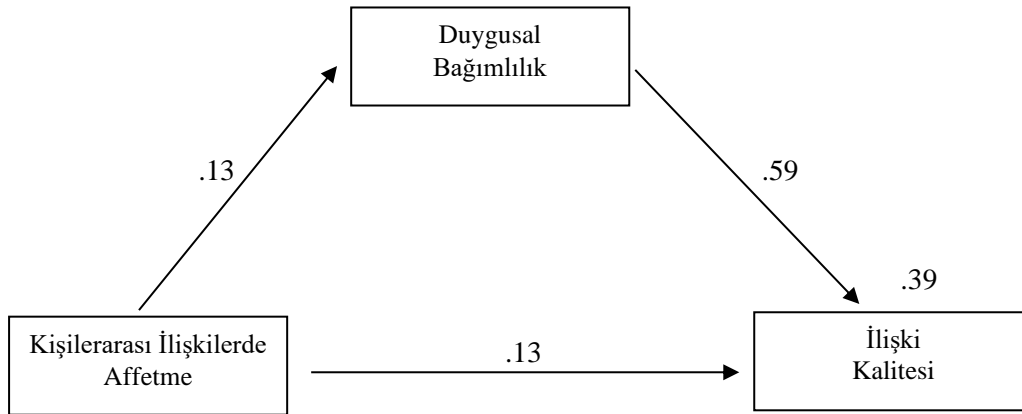 Duygusal
Bağımlılık
.13
.59
.39
Kişilerarası İlişkilerde
Affetme
.13
İlişki
Kalitesi